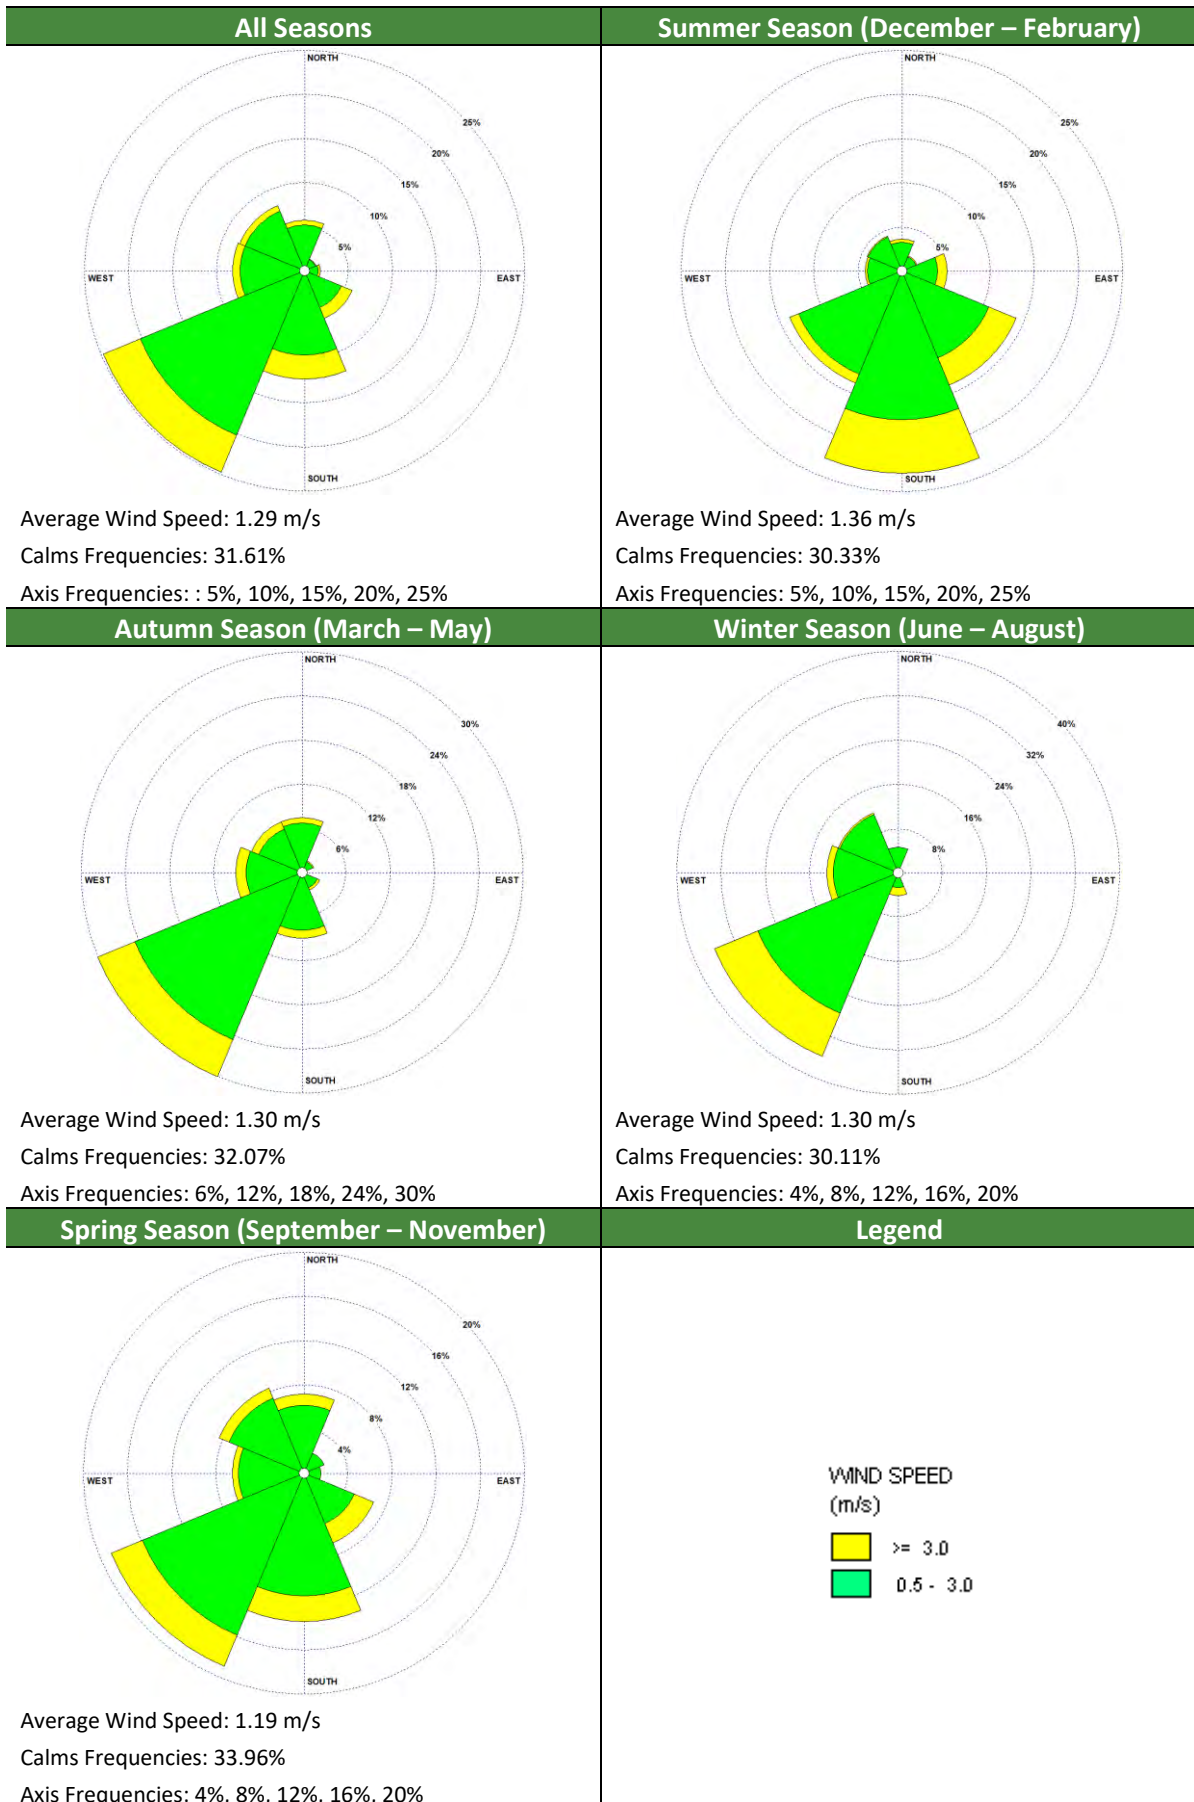 All Seasons
Summer Season (December – February)
NORTH
25%
20%
15%
10%
5%
WEST
EAST
SOUTH
NORTH
25%
20%
15%
10%
5%
WEST
EAST
SOUTH
Average Wind Speed: 1.29 m/s
Calms Frequencies: 31.61%
Axis Frequencies: : 5%, 10%, 15%, 20%, 25%
Average Wind Speed: 1.36 m/s
Calms Frequencies: 30.33%
Axis Frequencies: 5%, 10%, 15%, 20%, 25%
Autumn Season (March – May)
Winter Season (June – August)
NORTH
30%
24%
18%
12%
6%
WEST
EAST
SOUTH
NORTH
40%
32%
24%
16%
8%
WEST
EAST
SOUTH
Average Wind Speed: 1.30 m/s
Calms Frequencies: 32.07%
Axis Frequencies: 6%, 12%, 18%, 24%, 30%
Average Wind Speed: 1.30 m/s
Calms Frequencies: 30.11%
Axis Frequencies: 4%, 8%, 12%, 16%, 20%
Spring Season (September – November)
Legend
NORTH
20%
16%
12%
8%
4%
WEST
EAST
SOUTH
WIND SPEED
(m/s)
>= 3.0
0.5 - 3.0
Average Wind Speed: 1.19 m/s
Calms Frequencies: 33.96%
Axis Frequencies: 4%, 8%, 12%, 16%, 20%